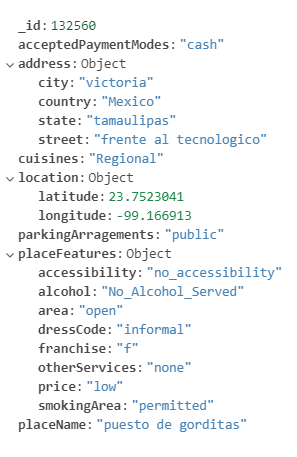 _id: 132560
acceptedPaymentModes: "cash"
address: Object
city: "victoria"
country: "Mexico"
state: "tamaulipas"
street: "frente al tecnologico"
cuisines: "Regional"
location: Object
latitude: 23.7523041
longitude: -99.166913
parkingArragements: "public"
placeFeatures: Object
accessibility: "no_accessibility"
alcohol: "No_Alcohol_Served"
area: "open"
dressCode: "informal"
franchise: "f"
otherServices: "none"
price: "low"
smokingArea: "permitted"
placeName: "puesto de gorditas"